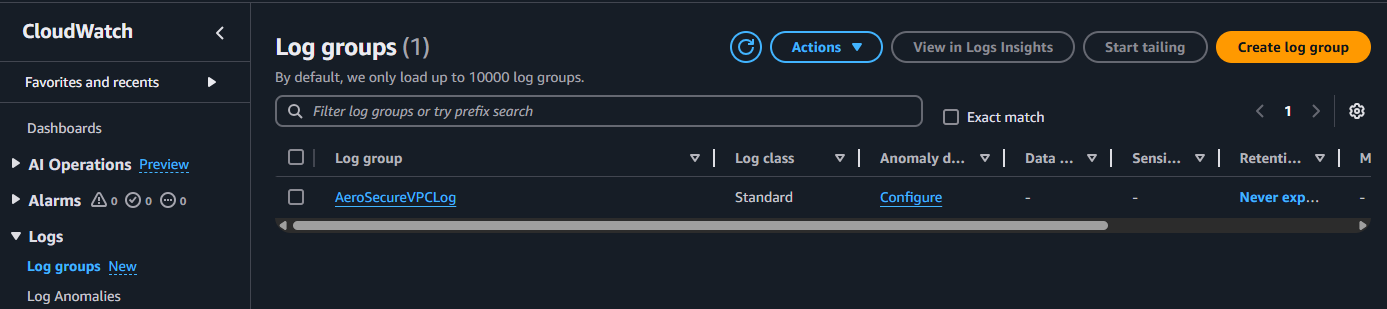 CloudWatch
Favorites and recents
Dashboards
AI Operations Preview
Alarms 0 0 0
Logs
Log groups New
Log Anomalies
Log groups (1)
Actions View in Logs Insights Start tailing Create log group
By default, we only load up to 10000 log groups.
Filter log groups or try prefix search
Exact match
1
Log group Log class Anomaly d... Data ... Sensi... Retenti... M
AeroSecureVPCLog Standard Configure - - Never exp... -